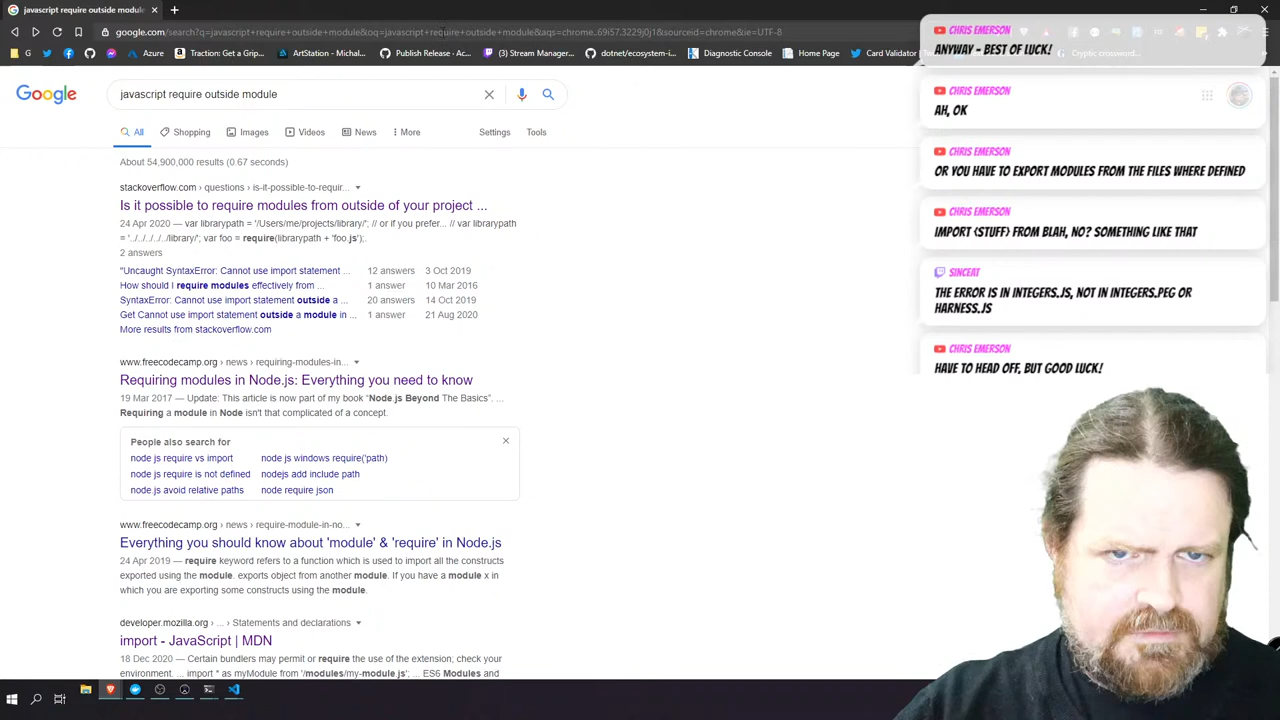 javascript require outside module
google.com/search?q=javascript+require+outside+module&oq=javascript+require+outside+module&aqs=chrome..69i57.3229j0j1&sourceid=chrome&ie=UTF-8
Azure
Traction: Get a Grip...
ArtStation - Michal...
Publish Release - Ac...
(3) Stream Manager...
dotnet/ecosystem-i...
Diagnostic Console
Home / Twitter
Card Validator
Cryptic crossword
Google
javascript require outside module
All
Shopping
Images
Videos
News
More
Settings
Tools
About 54,900,000 results (0.67 seconds)
stackoverflow.com › questions › is-it-possible-to-requir...
Is it possible to require modules from outside of your project ...
24 Apr 2020 — var librarypath = '/Users/me/projects/library/'; // or if you prefer... // var librarypath
= '../../../../../library/'; var foo = require(librarypath + 'foo.js');.
2 answers
"Uncaught SyntaxError: Cannot use import statement ... 12 answers 3 Oct 2019
How should I require modules effectively from ... 1 answer 10 Mar 2016
SyntaxError: Cannot use import statement outside a ... 20 answers 14 Oct 2019
Get Cannot use import statement outside a module in ... 1 answer 21 Aug 2020
More results from stackoverflow.com
www.freecodecamp.org › news › requiring-modules-in...
Requiring modules in Node.js: Everything you need to know
19 Mar 2017 — Update: This article is now part of my book “Node.js Beyond The Basics”. ...
Requiring a module in Node isn't that complicated of a concept.
People also search for
node js require vs import
node js windows require('path)
node js require is not defined
nodejs add include path
node.js avoid relative paths
node require json
www.freecodecamp.org › news › require-module-in-no...
Everything you should know about 'module' & 'require' in Node.js
24 Apr 2019 — require keyword refers to a function which is used to import all the constructs
exported using the module. exports object from another module. If you have a module x in
which you are exporting some constructs using the module.
developer.mozilla.org › ... › Statements and declarations
import - JavaScript | MDN
18 Dec 2020 — Certain bundlers may permit or require the use of the extension; check your
environment. ... import * as myModule from '/modules/my-module.js'; ... ES6 Modules and
CHRIS EMERSON
ANYWAY - BEST OF LUCK!
CHRIS EMERSON
AH, OK
CHRIS EMERSON
OR YOU HAVE TO EXPORT MODULES FROM THE FILES WHERE DEFINED
CHRIS EMERSON
IMPORT {STUFF} FROM BLAH, NO? SOMETHING LIKE THAT
SINCEAT
THE ERROR IS IN INTEGERS.JS, NOT IN INTEGERS.PEG OR
HARNESS.JS
CHRIS EMERSON
HAVE TO HEAD OFF, BUT GOOD LUCK!